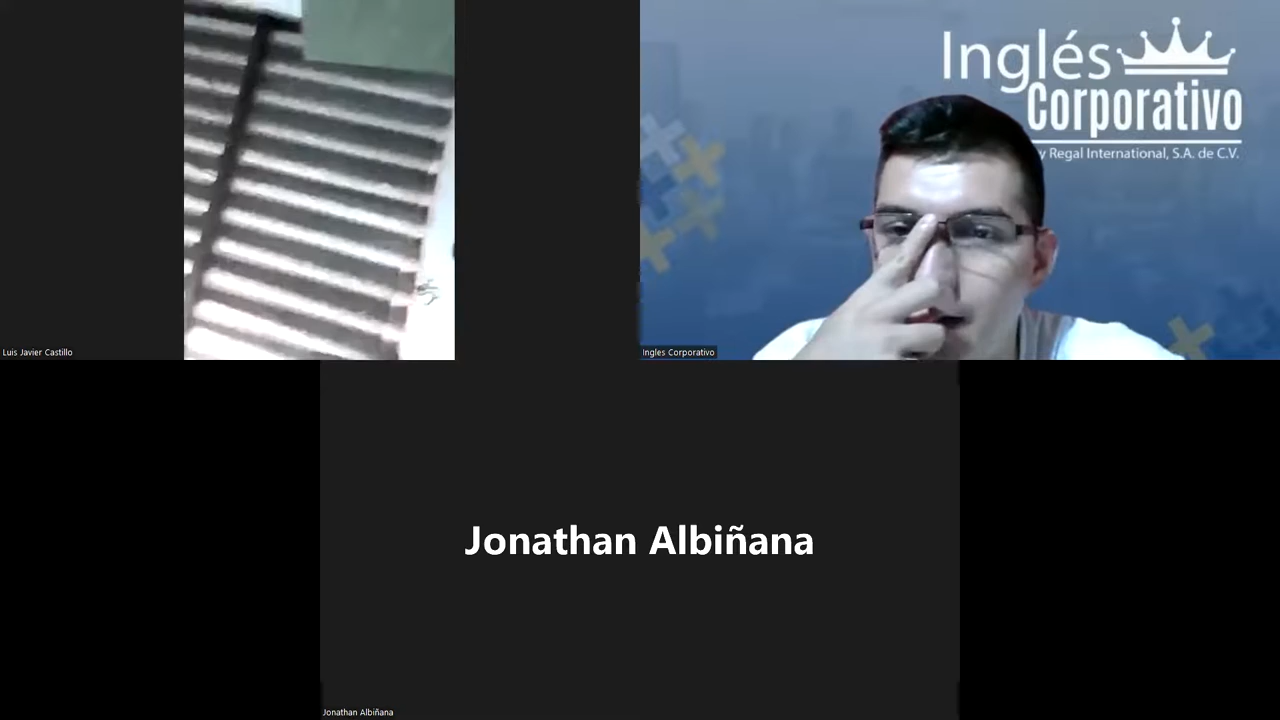 Inglés
Corporativo
y Regal International, S.A. de C.V.
Luis Javier Castillo
Ingles Corporativo
Jonathan Albiñana
Jonathan Albiñana